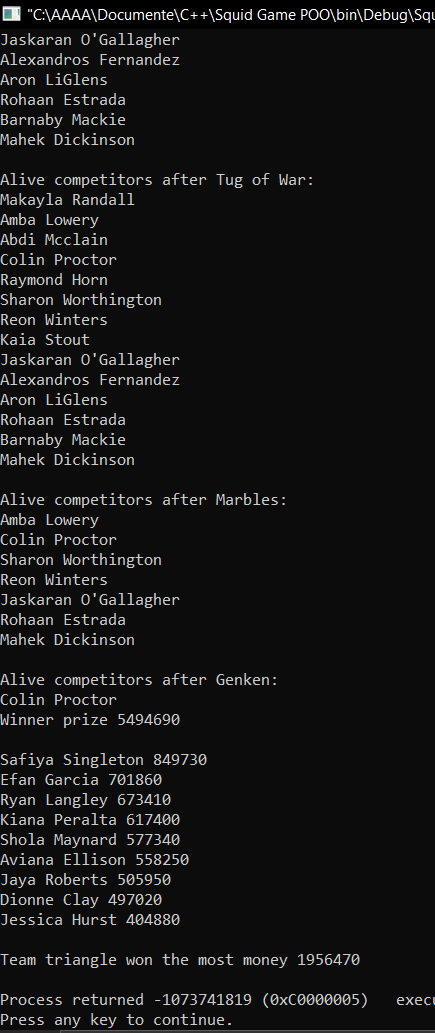 "C:\AAAA\Documente\C++\Squid Game POO\bin\Debug\Squ
Jaskaran O'Gallagher
Alexandros Fernandez
Aron LiGlens
Rohaan Estrada
Barnaby Mackie
Mahek Dickinson
Alive competitors after Tug of War:
Makayla Randall
Amba Lowery
Abdi Mcclain
Colin Proctor
Raymond Horn
Sharon Worthington
Reon Winters
Kaia Stout
Jaskaran O'Gallagher
Alexandros Fernandez
Aron LiGlens
Rohaan Estrada
Barnaby Mackie
Mahek Dickinson
Alive competitors after Marbles:
Amba Lowery
Colin Proctor
Sharon Worthington
Reon Winters
Jaskaran O'Gallagher
Rohaan Estrada
Mahek Dickinson
Alive competitors after Genken:
Colin Proctor
Winner prize 5494690
Safiya Singleton 849730
Efan Garcia 701860
Ryan Langley 673410
Kiana Peralta 617400
Shola Maynard 577340
Aviana Ellison 558250
Jaya Roberts 505950
Dionne Clay 497020
Jessica Hurst 404880
Team triangle won the most money 1956470
Process returned -1073741819 (0xC0000005)   execu
Press any key to continue.